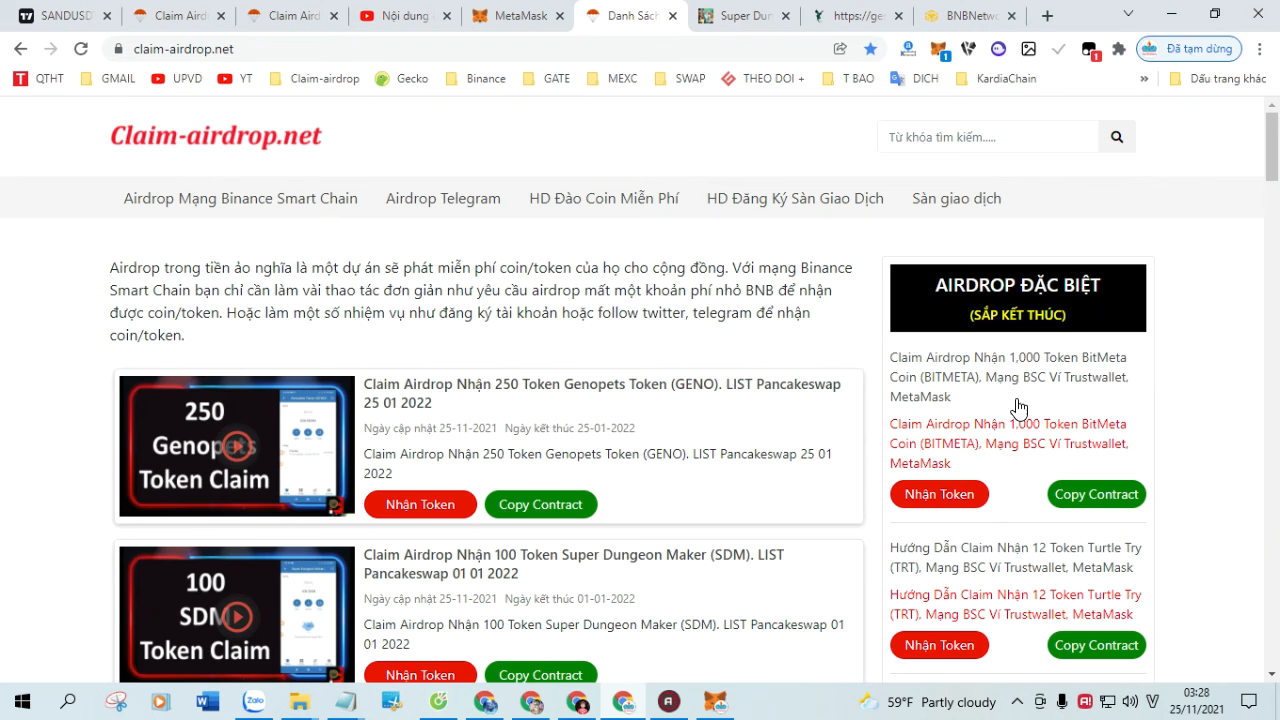 SANDUSD
Claim Air
Claim Air
Nội dung
MetaMask
Danh Sách
Super Dun
https://ge
BNBNetwo
claim-airdrop.net
1
1
Đã tạm dừng
QTHT
GMAIL
UPVD
YT
Claim-airdrop
Gecko
Binance
GATE
MEXC
SWAP
THEO DOI +
T BAO
DICH
KardiaChain
»
Dấu trang khác
Claim-airdrop.net
Từ khóa tìm kiếm.....
Airdrop Mạng Binance Smart Chain
Airdrop Telegram
HD Đào Coin Miễn Phí
HD Đăng Ký Sàn Giao Dịch
Sàn giao dịch
Airdrop trong tiền ảo nghĩa là một dự án sẽ phát miễn phí coin/token của họ cho cộng đồng. Với mạng Binance
Smart Chain bạn chỉ cần làm vài thao tác đơn giản như yêu cầu airdrop mất một khoản phí nhỏ BNB để nhận
được coin/token. Hoặc làm một số nhiệm vụ như đăng ký tài khoản hoặc follow twitter, telegram để nhận
coin/token.
250
Genopets
Token Claim
Claim Airdrop Nhận 250 Token Genopets Token (GENO). LIST Pancakeswap
25 01 2022
Ngày cập nhật 25-11-2021 Ngày kết thúc 25-01-2022
Claim Airdrop Nhận 250 Token Genopets Token (GENO). LIST Pancakeswap 25 01
2022
Nhận Token
Copy Contract
100
SDM
Token Claim
Claim Airdrop Nhận 100 Token Super Dungeon Maker (SDM). LIST
Pancakeswap 01 01 2022
Ngày cập nhật 25-11-2021 Ngày kết thúc 01-01-2022
Claim Airdrop Nhận 100 Token Super Dungeon Maker (SDM). LIST Pancakeswap 01
01 2022
Nhận Token
Copy Contract
AIRDROP ĐẶC BIỆT
(SẮP KẾT THÚC)
Claim Airdrop Nhận 1,000 Token BitMeta
Coin (BITMETA), Mạng BSC Ví Trustwallet,
MetaMask
Claim Airdrop Nhận 1,000 Token BitMeta
Coin (BITMETA), Mạng BSC Ví Trustwallet,
MetaMask
Nhận Token
Copy Contract
Hướng Dẫn Claim Nhận 12 Token Turtle Try
(TRT), Mạng BSC Ví Trustwallet, MetaMask
Hướng Dẫn Claim Nhận 12 Token Turtle Try
(TRT), Mạng BSC Ví Trustwallet, MetaMask
Nhận Token
Copy Contract
Zalo
59°F Partly cloudy
03:28
25/11/2021